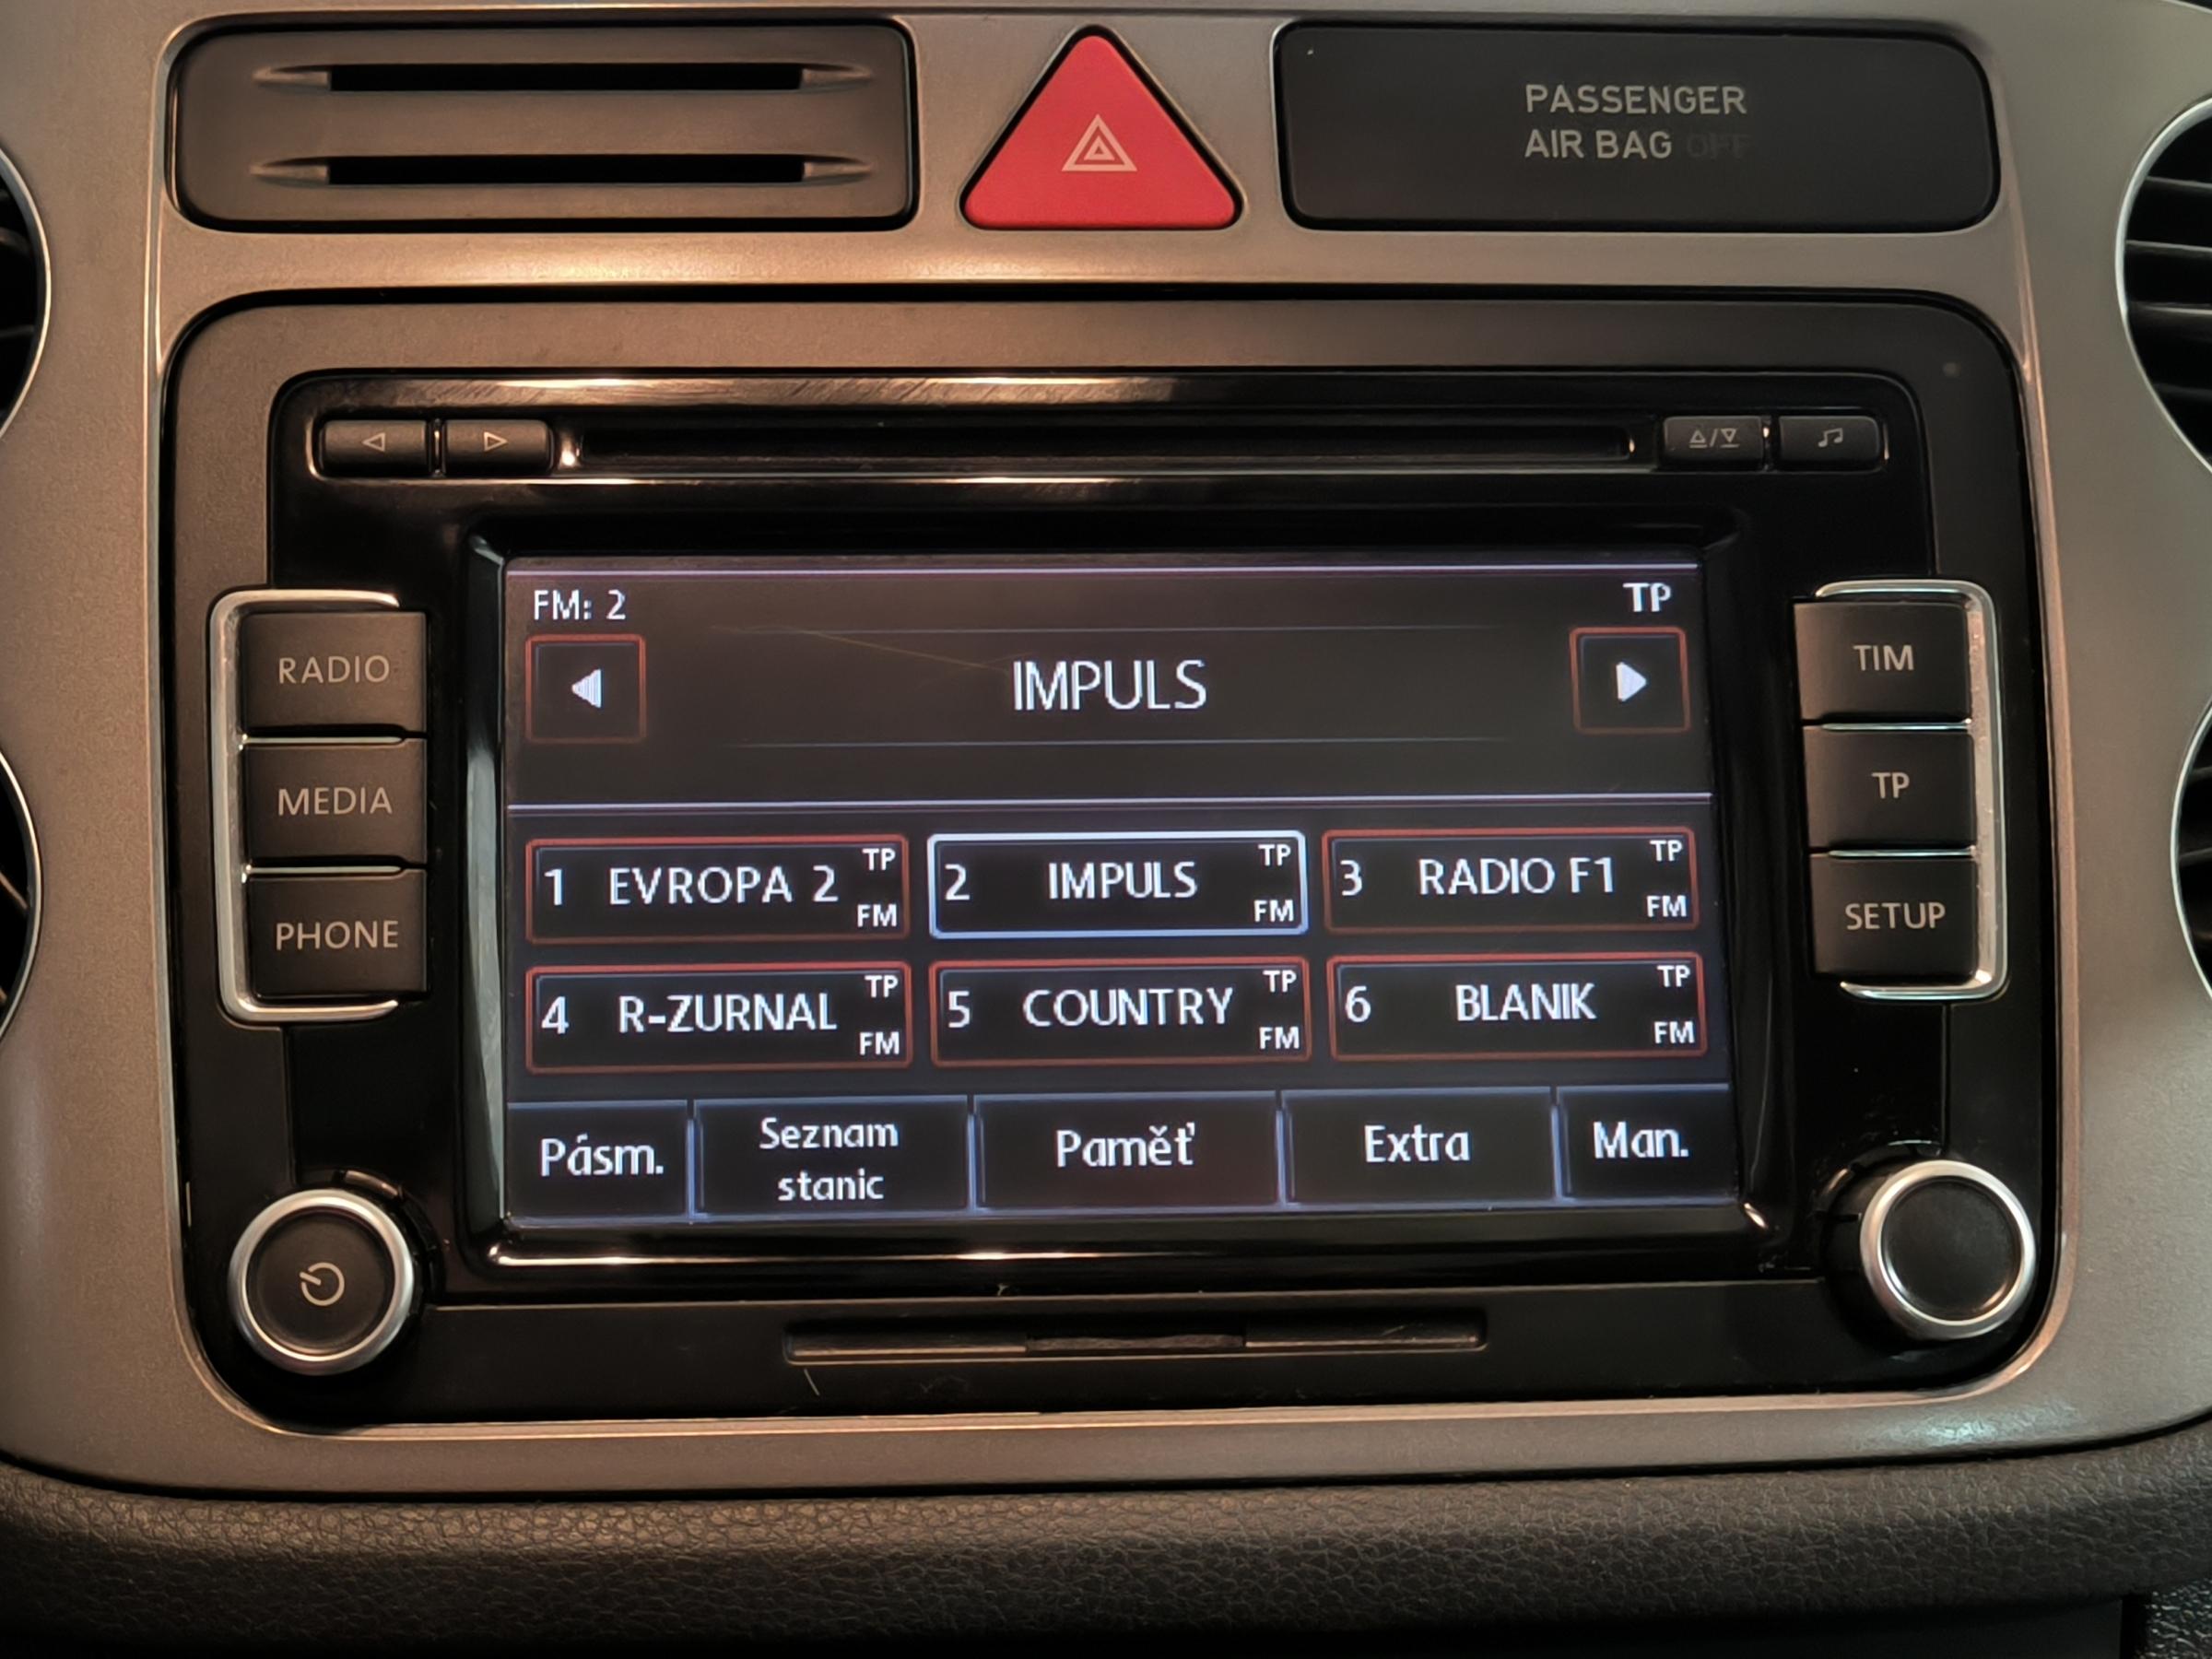 PASSENGER
AIR BAG OFF
FM: 2
TP
IMPULS
RADIO
MEDIA
PHONE
TIM
TP
SETUP
1 EVROPA 2 TP FM
2 IMPULS TP FM
3 RADIO F1 TP FM
4 R-ZURNAL TP FM
5 COUNTRY TP FM
6 BLANIK TP FM
Pásm.
Seznam
stanic
Paměť
Extra
Man.